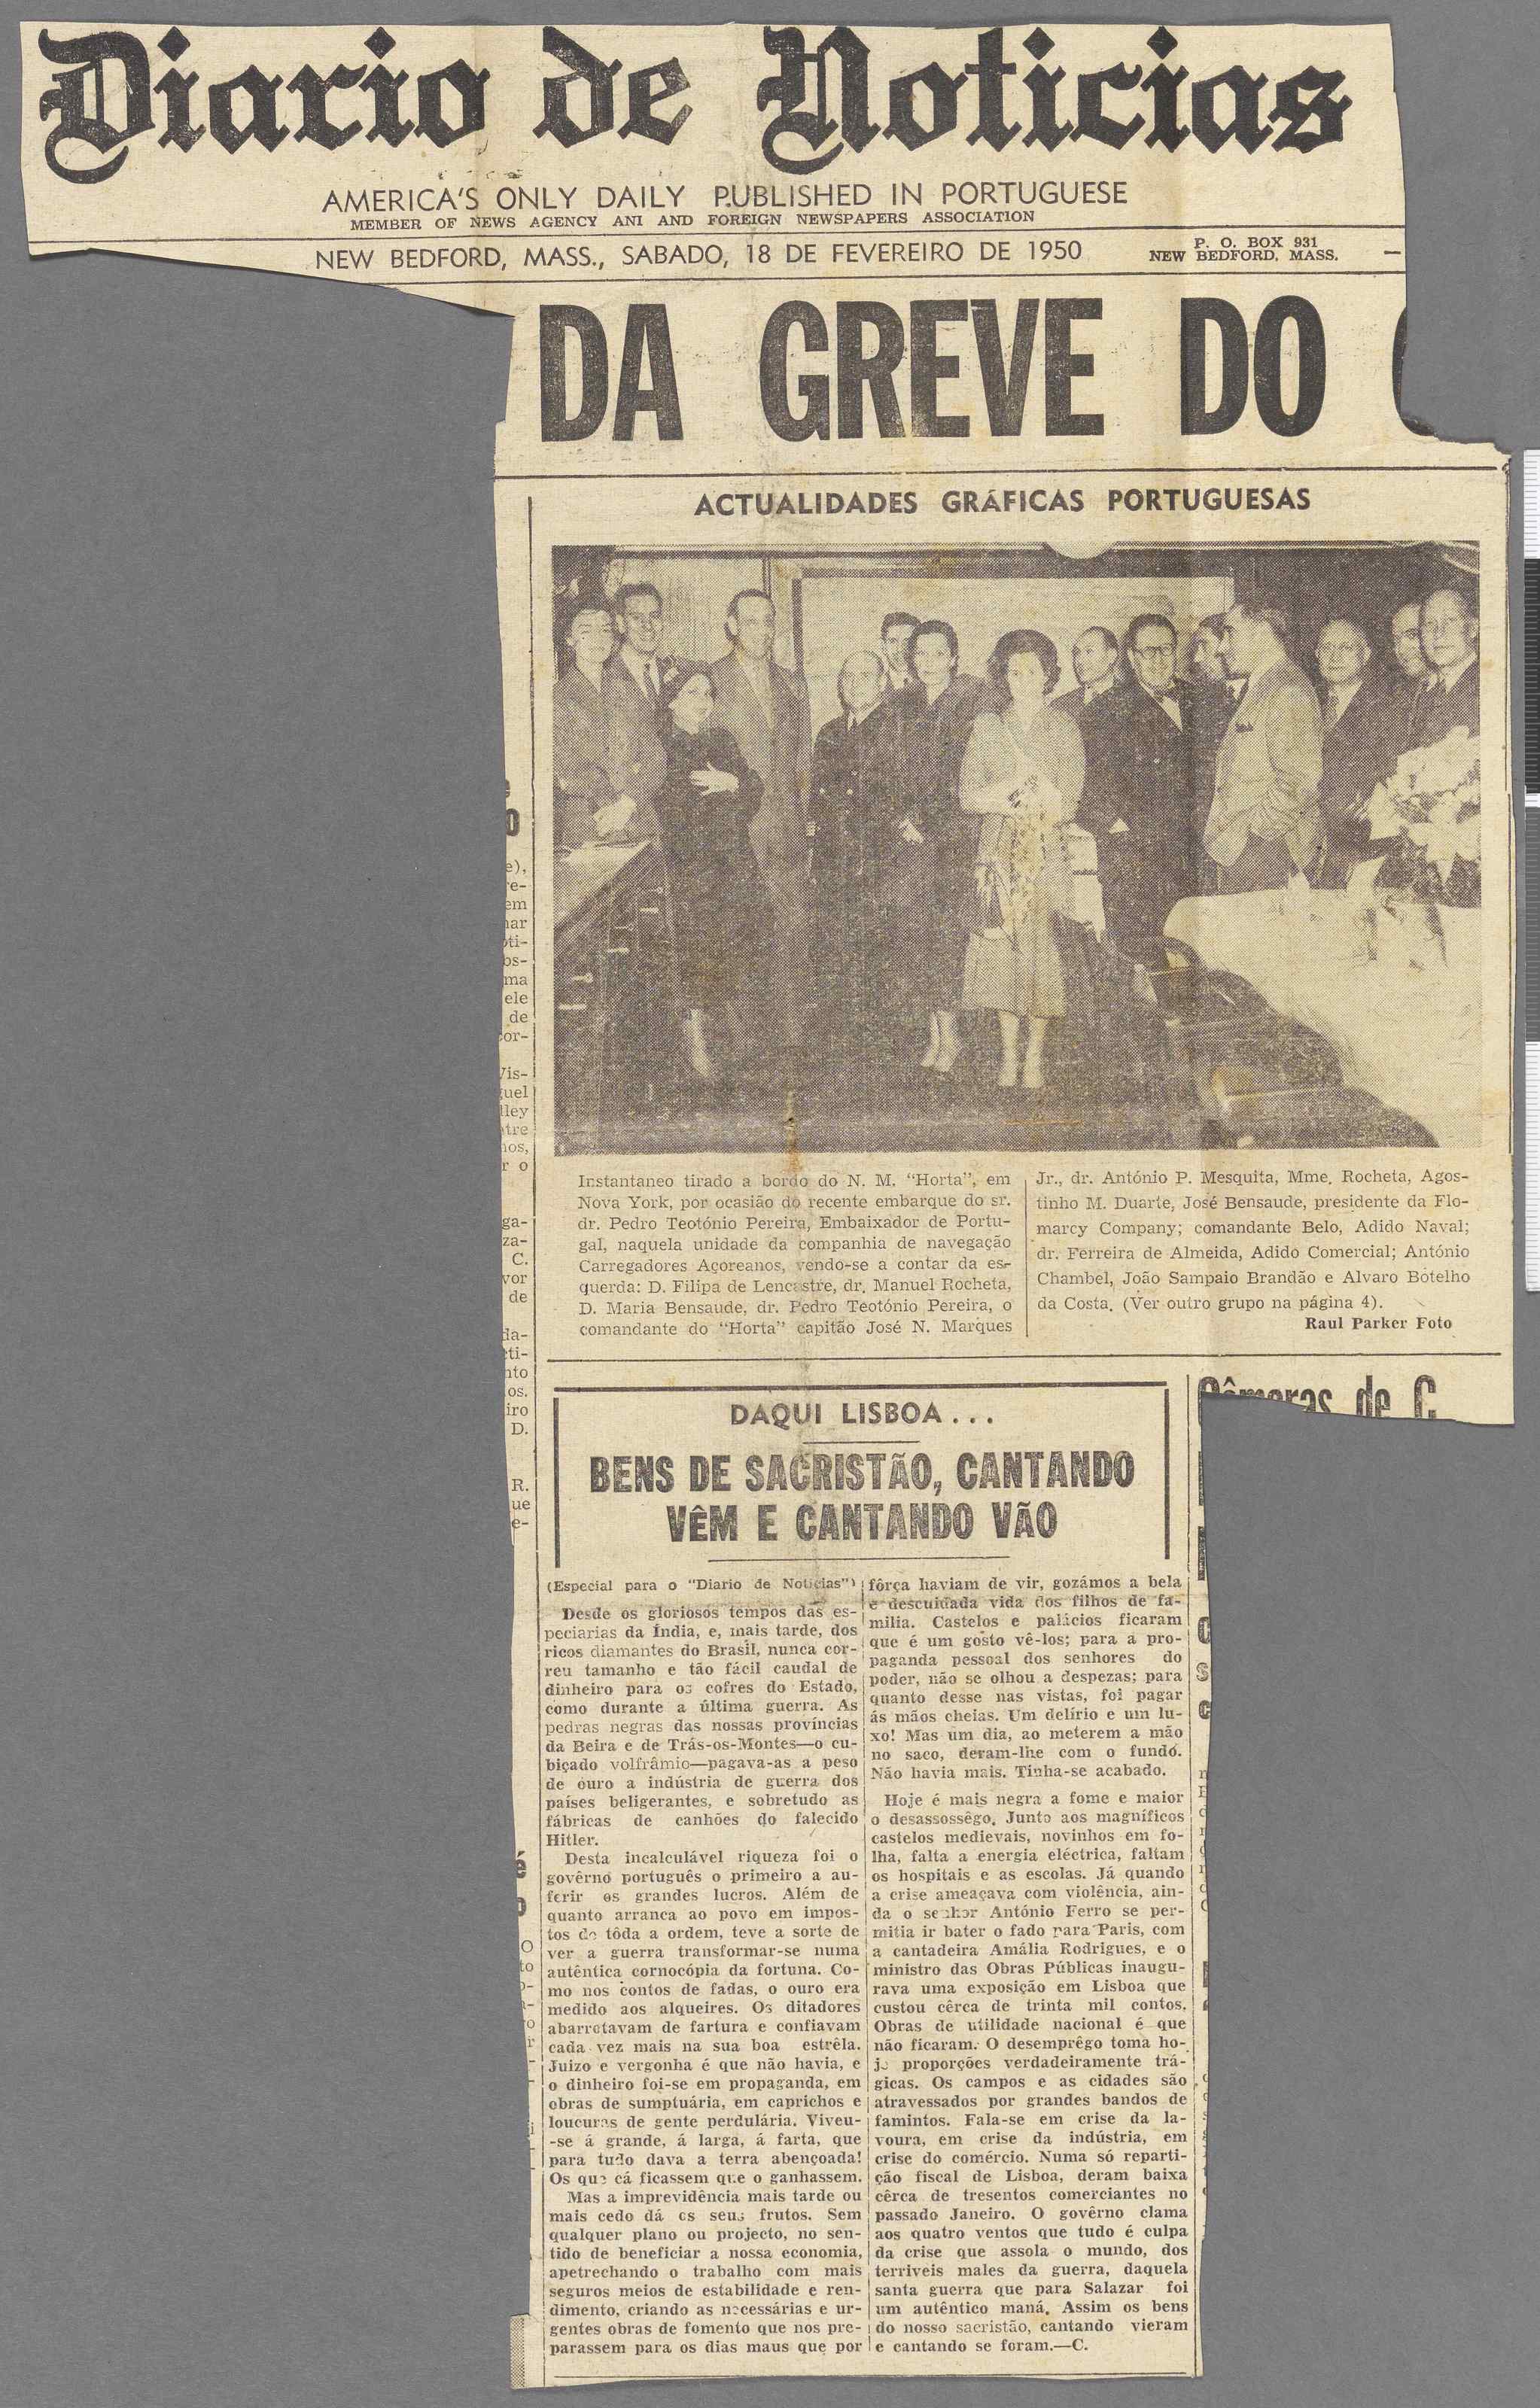 Diario de Noticias
AMERICA'S ONLY DAILY PUBLISHED IN PORTUGUESE
MEMBER OF NEWS AGENCY ANI AND FOREIGN NEWSPAPERS ASSOCIATION
NEW BEDFORD, MASS., SABADO, 18 DE FEVEREIRO DE 1950
P. O. BOX 931
NEW BEDFORD, MASS.
DA GREVE DO
ACTUALIDADES GRÁFICAS PORTUGUESAS
Instantaneo tirado a bordo do N. M. "Horta", em
Nova York, por ocasião do recente embarque do sr.
dr. Pedro Teotónio Pereira, Embaixador de Portu-
gal, naquela unidade da companhia de navegação
Carregadores Açoreanos, vendo-se a contar da es-
querda: D. Filipa de Lencastre, dr. Manuel Rocheta,
D. Maria Bensaude, dr. Pedro Teotónio Pereira, o
comandante do "Horta" capitão José N. Marques
Jr., dr. António P. Mesquita, Mme. Rocheta, Agos-
tinho M. Duarte, José Bensaude, presidente da Flo-
marcy Company; comandante Belo, Adido Naval;
dr. Ferreira de Almeida, Adido Comercial; António
Chambel, João Sampaio Brandão e Alvaro Botelho
da Costa. (Ver outro grupo na página 4).
Raul Parker Foto
DAQUI LISBOA...
BENS DE SACRISTÃO, CANTANDO
VÊM E CANTANDO VÃO
(Especial para o "Diario de Noticias")
Desde os gloriosos tempos das es-
peciarias da Índia, e, mais tarde, dos
ricos diamantes do Brasil, nunca cor-
reu tamanho e tão fácil caudal de
dinheiro para os cofres do Estado,
como durante a última guerra. As
pedras negras das nossas províncias
da Beira e de Trás-os-Montes—o cu-
biçado volfrâmio—pagava-as a peso
de ouro a indústria de guerra dos
países beligerantes, e sobretudo as
fábricas de canhões do falecido
Hitler.
Desta incalculável riqueza foi o
govêrno português o primeiro a au-
ferir os grandes lucros. Além de
quanto arranca ao povo em impos-
tos de tôda a ordem, teve a sorte de
ver a guerra transformar-se numa
autêntica cornocópia da fortuna. Co-
mo nos contos de fadas, o ouro era
medido aos alqueires. Os ditadores
abarrotavam de fartura e confiavam
cada vez mais na sua boa estrêla.
Juizo e vergonha é que não havia, e
o dinheiro foi-se em propaganda, em
obras de sumptuária, em caprichos e
loucuras de gente perdulária. Viveu-
-se á grande, á larga, á farta, que
para tudo dava a terra abençoada!
Os que cá ficassem que o ganhassem.
Mas a imprevidência mais tarde ou
mais cedo dá os seus frutos. Sem
qualquer plano ou projecto, no sen-
tido de beneficiar a nossa economia,
apetrechando o trabalho com mais
seguros meios de estabilidade e ren-
dimento, criando as necessárias e ur-
gentes obras de fomento que nos pre-
parassem para os dias maus que por
fôrça haviam de vir, gozámos a bela
e descuidada vida dos filhos de fa-
milia. Castelos e palácios ficaram
que é um gosto vê-los; para a pro-
paganda pessoal dos senhores do
poder, não se olhou a despezas; para
quanto desse nas vistas, foi pagar
ás mãos cheias. Um delírio e um lu-
xo! Mas um dia, ao meterem a mão
no saco, deram-lhe com o fundo.
Não havia mais. Tinha-se acabado.
Hoje é mais negra a fome e maior
o desassossêgo. Junto aos magníficos
castelos medievais, novinhos em fo-
lha, falta a energia eléctrica, faltam
os hospitais e as escolas. Já quando
a crise ameaçava com violência, ain-
da o senhor António Ferro se per-
mitia ir bater o fado para Paris, com
a cantadeira Amália Rodrigues, e o
ministro das Obras Públicas inaugu-
rava uma exposição em Lisboa que
custou cêrca de trinta mil contos.
Obras de utilidade nacional é que
não ficaram. O desemprêgo toma ho-
je proporções verdadeiramente trá-
gicas. Os campos e as cidades são
atravessados por grandes bandos de
famintos. Fala-se em crise da la-
voura, em crise da indústria, em
crise do comércio. Numa só reparti-
ção fiscal de Lisboa, deram baixa
cêrca de tresentos comerciantes no
passado Janeiro. O govêrno clama
aos quatro ventos que tudo é culpa
da crise que assola o mundo, dos
terriveis males da guerra, daquela
santa guerra que para Salazar foi
um autêntico maná. Assim os bens
do nosso sacristão, cantando vieram
e cantando se foram.—C.